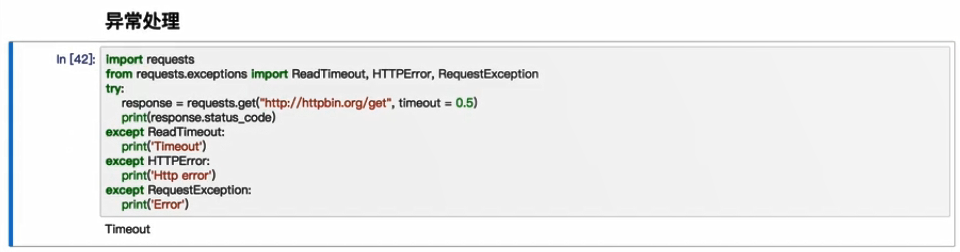 异常处理
In [42]:
import requests
from requests.exceptions import ReadTimeout, HTTPError, RequestException
try:
    response = requests.get("http://httpbin.org/get", timeout = 0.5)
    print(response.status_code)
except ReadTimeout:
    print('Timeout')
except HTTPError:
    print('Http error')
except RequestException:
    print('Error')
Timeout